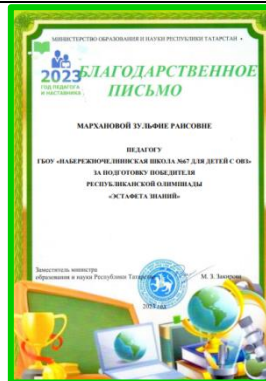 МИНИСТЕРСТВО ОБРАЗОВАНИЯ И НАУКИ РЕСПУБЛИКИ ТАТАРСТАН
2023
ГОД ПЕДАГОГА
И НАСТАВНИКА
БЛАГОДАРСТВЕННОЕ
ПИСЬМО
МАРХАНОВОЙ ЗУЛЬФИЕ РАИСОВНЕ
ПЕДАГОГУ
ГБОУ «НАБЕРЕЖНОЧЕЛНИНСКАЯ ШКОЛА №67 ДЛЯ ДЕТЕЙ С ОВЗ»
ЗА ПОДГОТОВКУ ПОБЕДИТЕЛЯ
РЕСПУБЛИКАНСКОЙ ОЛИМПИАДЫ
«ЭСТАФЕТА ЗНАНИЙ»
Заместитель министра
образования и науки Республики Татарстан М. З. Закирова
2023 год